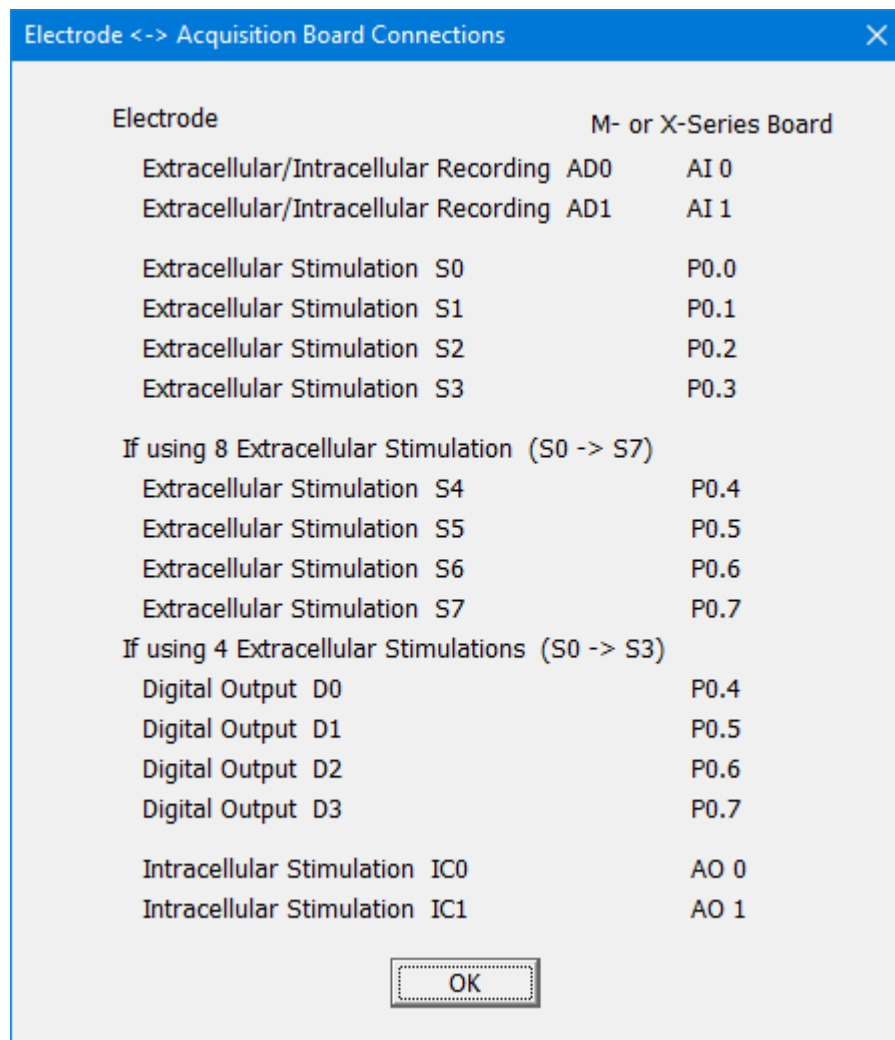 Electrode <-> Acquisition Board Connections
Electrode M- or X-Series Board
Extracellular/Intracellular Recording AD0 AI 0
Extracellular/Intracellular Recording AD1 AI 1
Extracellular Stimulation S0 P0.0
Extracellular Stimulation S1 P0.1
Extracellular Stimulation S2 P0.2
Extracellular Stimulation S3 P0.3
If using 8 Extracellular Stimulation (S0 -> S7)
Extracellular Stimulation S4 P0.4
Extracellular Stimulation S5 P0.5
Extracellular Stimulation S6 P0.6
Extracellular Stimulation S7 P0.7
If using 4 Extracellular Stimulations (S0 -> S3)
Digital Output D0 P0.4
Digital Output D1 P0.5
Digital Output D2 P0.6
Digital Output D3 P0.7
Intracellular Stimulation IC0 AO 0
Intracellular Stimulation IC1 AO 1
OK